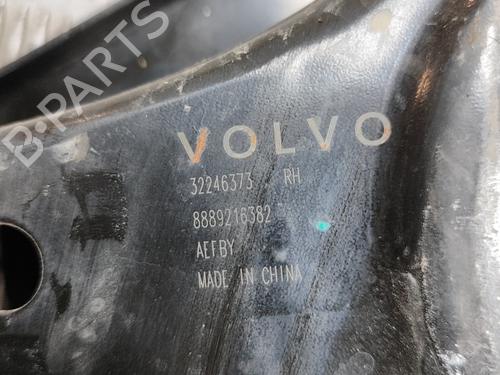 B-PARTS
VOLVO
32246373 RH
8889216382
AEFBY
MADE IN CHINA